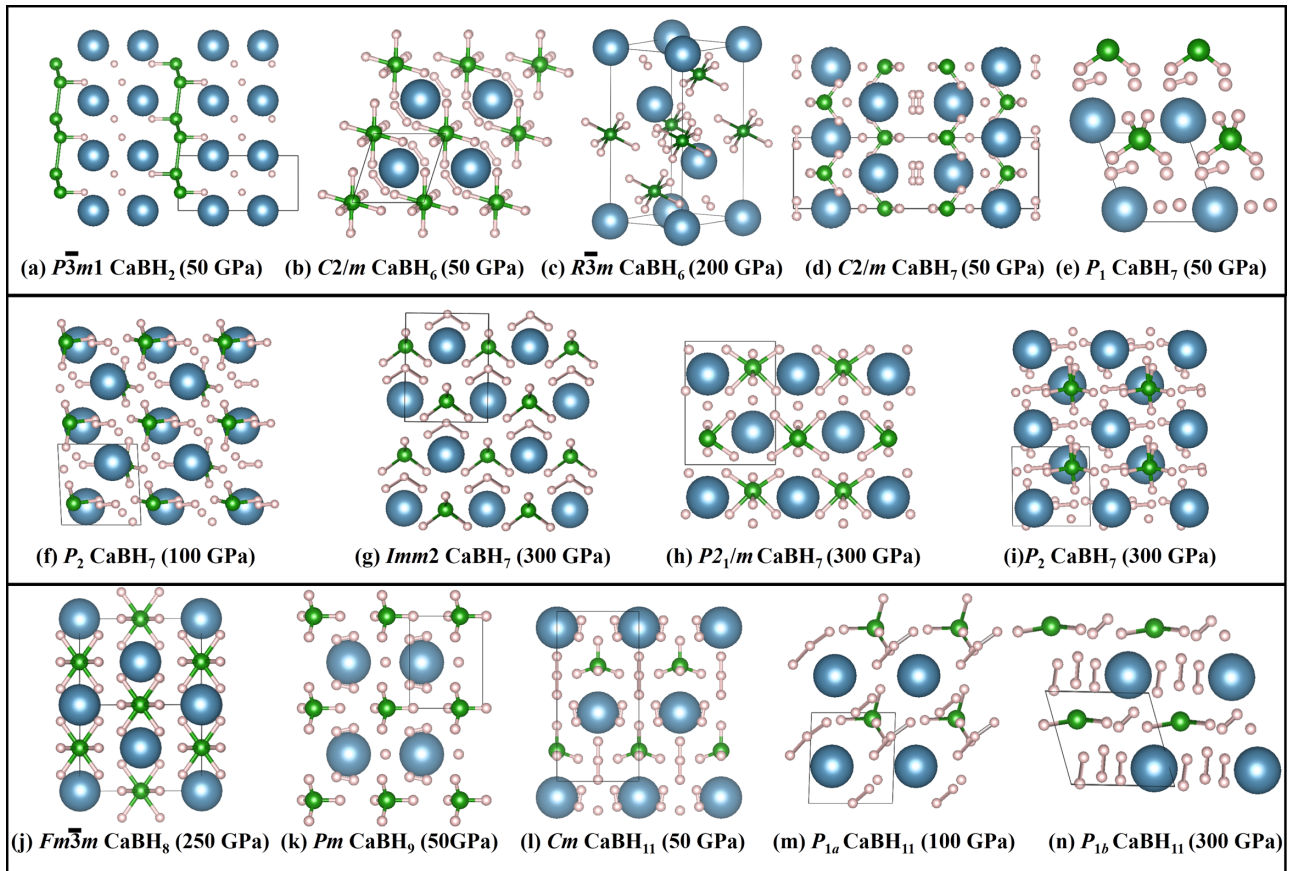 (a) P3̅m1 CaBH₂ (50 GPa)
(b) C2/m CaBH₆ (50 GPa)
(c) R3̅m CaBH₆ (200 GPa)
(d) C2/m CaBH₇ (50 GPa)
(e) P₁ CaBH₇ (50 GPa)
(f) P₂ CaBH₇ (100 GPa)
(g) Imm2 CaBH₇ (300 GPa)
(h) P2₁/m CaBH₇ (300 GPa)
(i)P₂ CaBH₇ (300 GPa)
(j) Fm3̅m CaBH₈ (250 GPa)
(k) Pm CaBH₉ (50GPa)
(l) Cm CaBH₁₁ (50 GPa)
(m) P₁ₐ CaBH₁₁ (100 GPa)
(n) P_1b CaBH₁₁ (300 GPa)